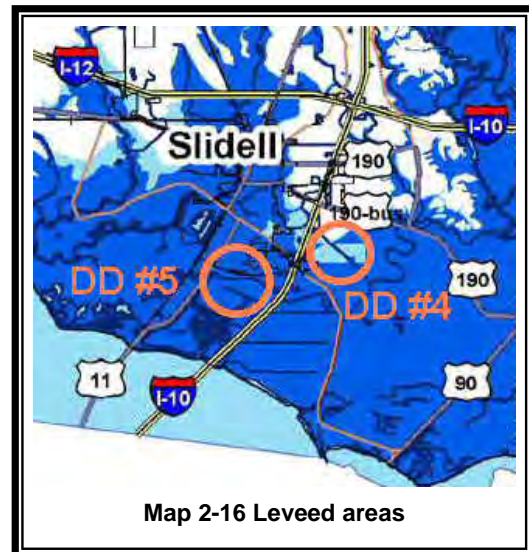 I-12
I-10
Slidell
190
190-bus
DD #5
DD #4
190
11
I-10
90
Map 2-16 Leveed areas